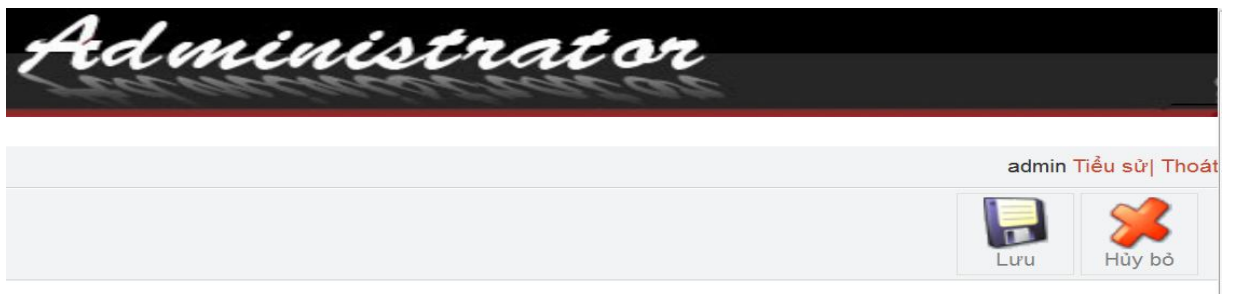 Administrator
admin Tiểu sử| Thoát
Lưu Hủy bỏ